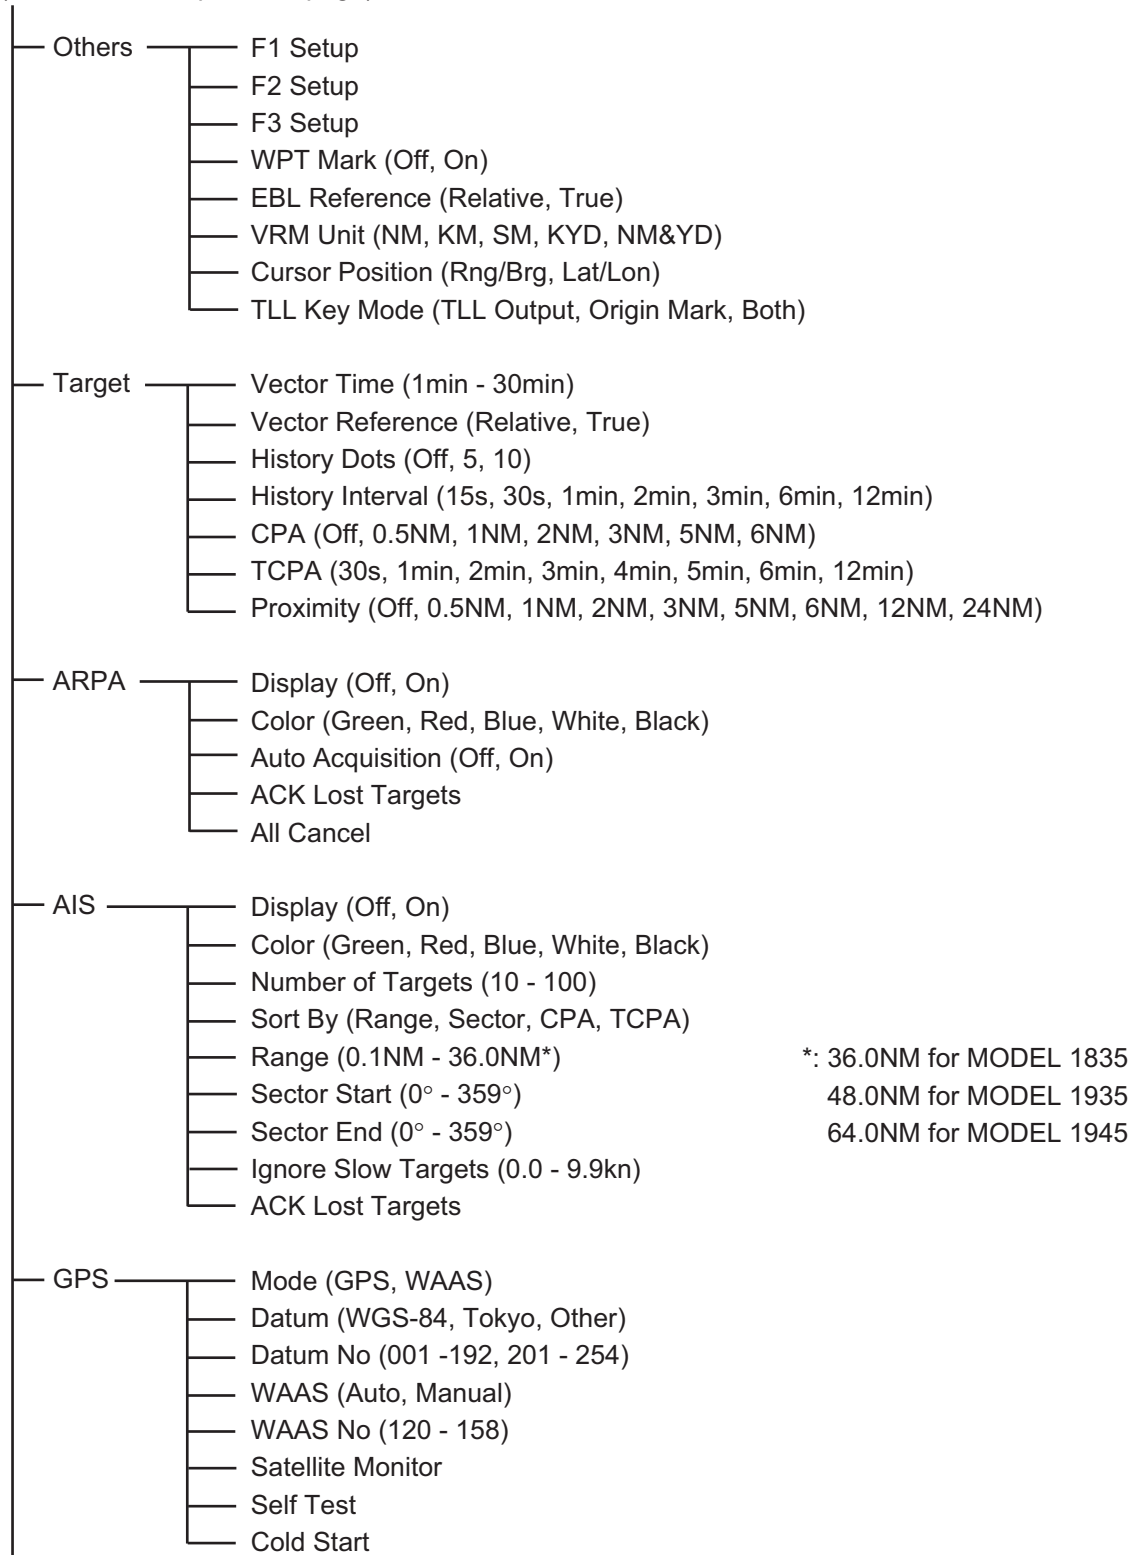 Others
F1 Setup
F2 Setup
F3 Setup
WPT Mark (Off, On)
EBL Reference (Relative, True)
VRM Unit (NM, KM, SM, KYD, NM&YD)
Cursor Position (Rng/Brg, Lat/Lon)
TLL Key Mode (TLL Output, Origin Mark, Both)
Target
Vector Time (1min - 30min)
Vector Reference (Relative, True)
History Dots (Off, 5, 10)
History Interval (15s, 30s, 1min, 2min, 3min, 6min, 12min)
CPA (Off, 0.5NM, 1NM, 2NM, 3NM, 5NM, 6NM)
TCPA (30s, 1min, 2min, 3min, 4min, 5min, 6min, 12min)
Proximity (Off, 0.5NM, 1NM, 2NM, 3NM, 5NM, 6NM, 12NM, 24NM)
ARPA
Display (Off, On)
Color (Green, Red, Blue, White, Black)
Auto Acquisition (Off, On)
ACK Lost Targets
All Cancel
AIS
Display (Off, On)
Color (Green, Red, Blue, White, Black)
Number of Targets (10 - 100)
Sort By (Range, Sector, CPA, TCPA)
Range (0.1NM - 36.0NM*)
*: 36.0NM for MODEL 1835
Sector Start (0° - 359°)
48.0NM for MODEL 1935
Sector End (0° - 359°)
64.0NM for MODEL 1945
Ignore Slow Targets (0.0 - 9.9kn)
ACK Lost Targets
GPS
Mode (GPS, WAAS)
Datum (WGS-84, Tokyo, Other)
Datum No (001 -192, 201 - 254)
WAAS (Auto, Manual)
WAAS No (120 - 158)
Satellite Monitor
Self Test
Cold Start